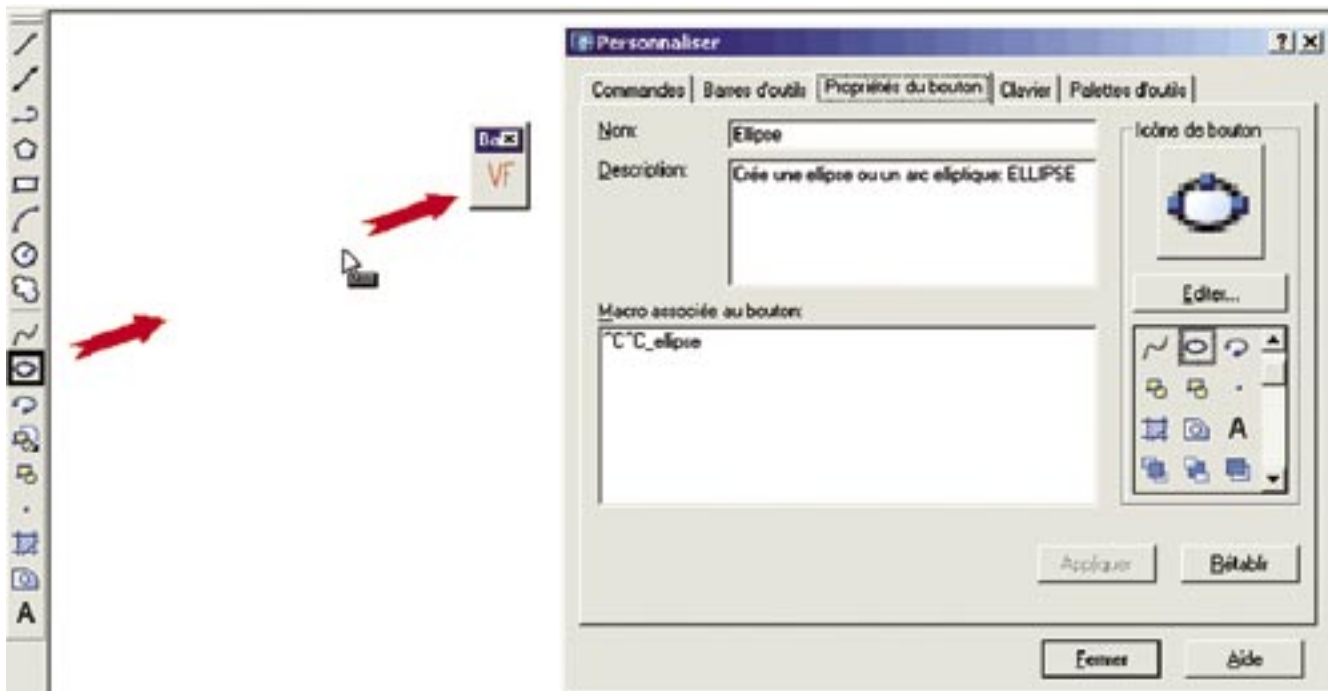 Personnaliser
Commandes Barres d'outils Propriétés du bouton Clavier Palettes d'outils
Nom: Ellipse
Description: Crée une ellipse ou un arc elliptique: ELLIPSE
Icône de bouton
Editer...
Macro associée au bouton:
^C^C_ellipse
A
Appliquer Rétablir
Fermer Aide
VF
A